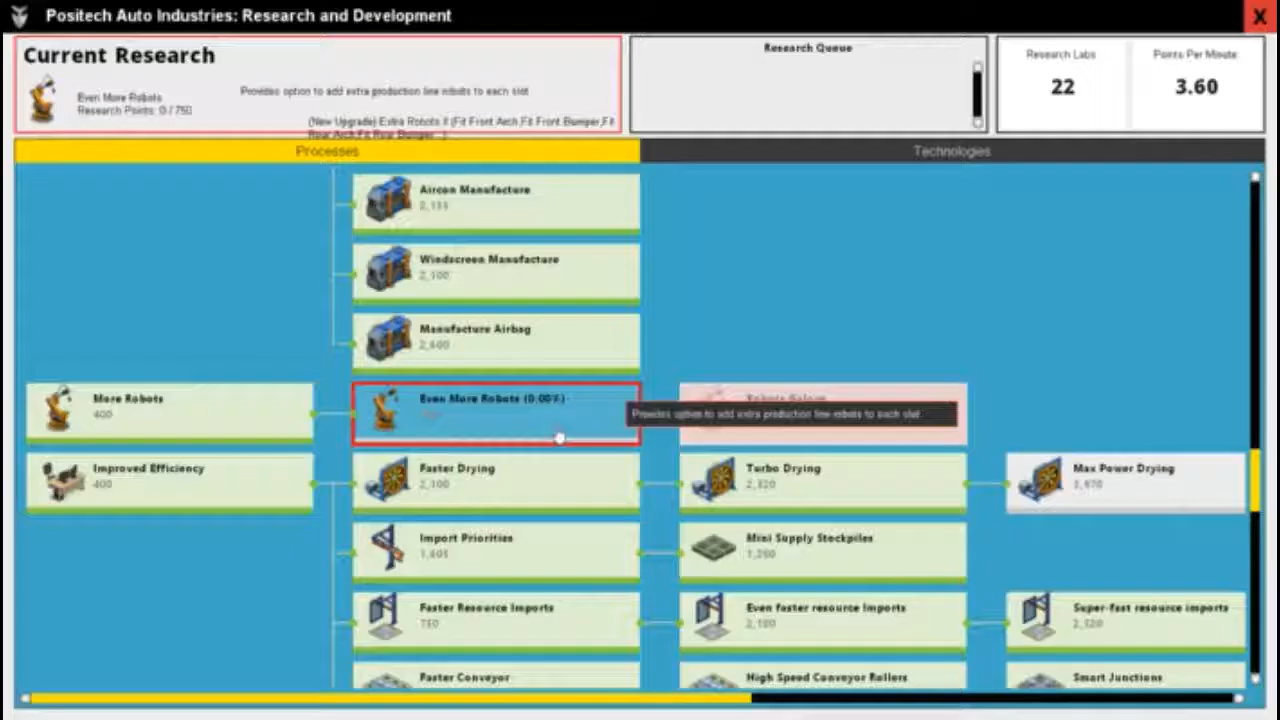 Positech Auto Industries: Research and Development
X
Current Research
Even More Robots
Research Points: 0/750
Provides option to add extra production line robots to each slot
(New Upgrade) Extra Robots II (Fit Front Arch,Fit Front Bumper,Fit
Rear Arch,Fit Rear Bumper...)
Research Queue
Research Labs
22
Points Per Minute
3.60
Processes
Technologies
Aircon Manufacture
Windscreen Manufacture
2,100
Manufacture Airbag
2,600
More Robots
400
Even More Robots (0.00%)
Provides option to add extra production line robots to each slot
Improved Efficiency
400
Faster Drying
2,100
Turbo Drying
2,320
Max Power Drying
Import Priorities
Mini Supply Stockpiles
Faster Resource Imports
750
Even faster resource Imports
2,100
Super-fast resource imports
2,320
Faster Conveyor
High Speed Conveyor Rollers
Smart Junctions